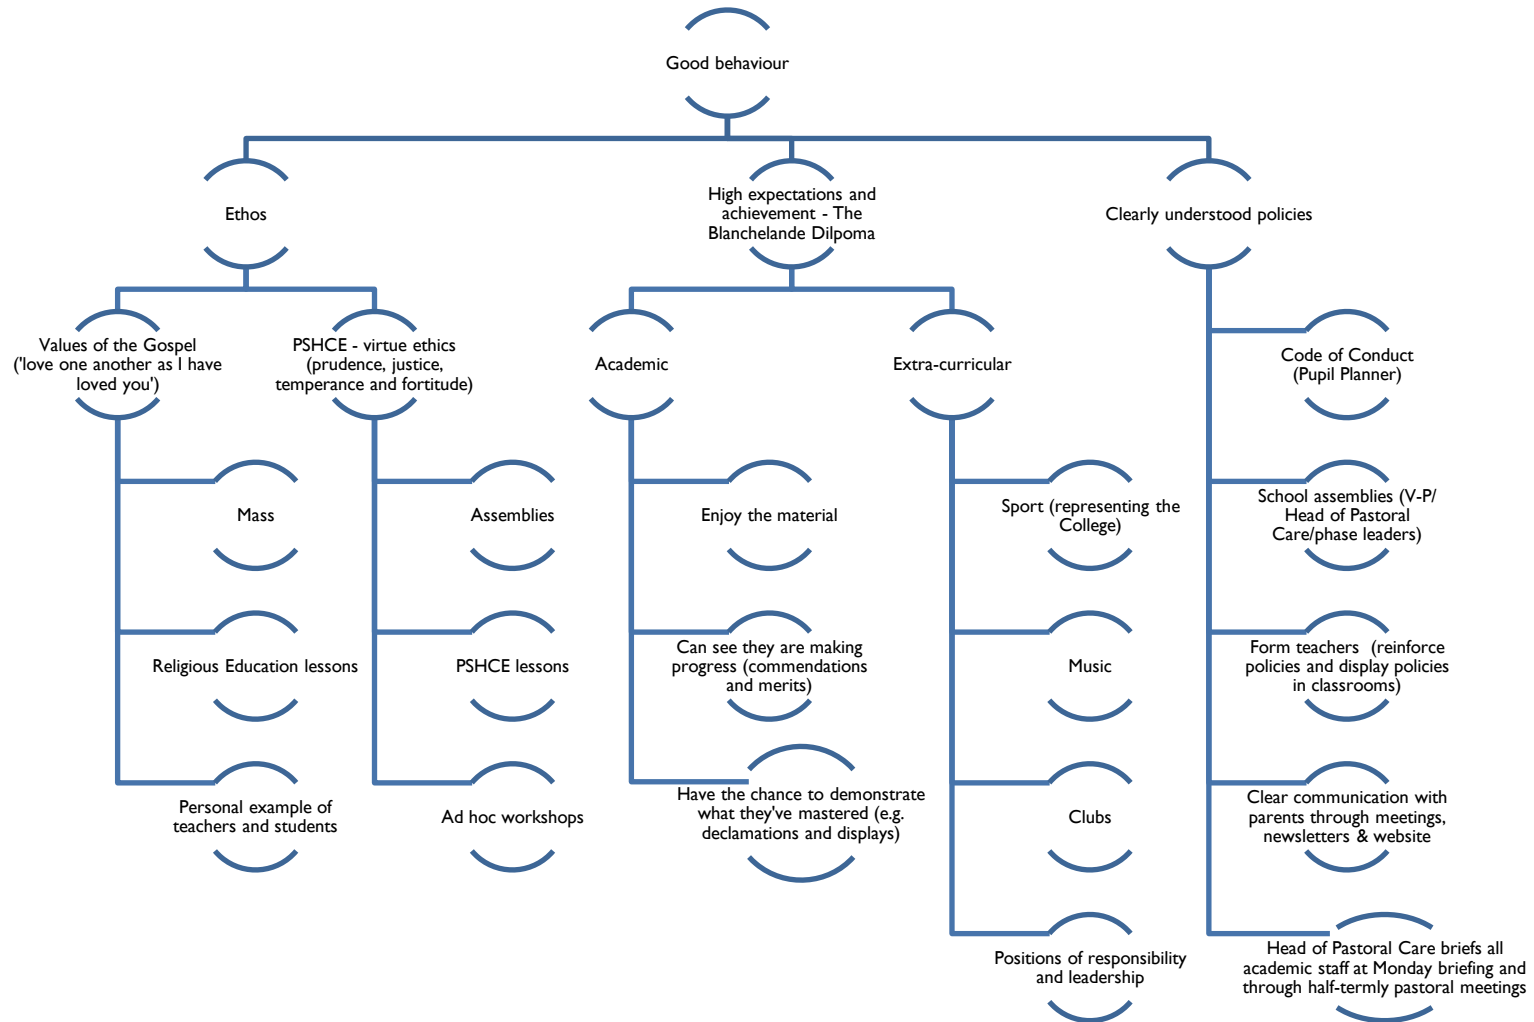 Good behaviour
Ethos
High expectations and
achievement - The
Blanchelande Dilpoma
Clearly understood policies
Values of the Gospel
('love one another as I have
loved you')
PSHCE - virtue ethics
(prudence, justice,
temperance and fortitude)
Academic
Extra-curricular
Code of Conduct
(Pupil Planner)
Mass
Assemblies
Enjoy the material
Sport (representing the
College)
School assemblies (V-P/
Head of Pastoral
Care/phase leaders)
Religious Education lessons
PSHCE lessons
Can see they are making
progress (commendations
and merits)
Music
Form teachers (reinforce
policies and display policies
in classrooms)
Personal example of
teachers and students
Ad hoc workshops
Have the chance to demonstrate
what they've mastered (e.g.
declamations and displays)
Clubs
Clear communication with
parents through meetings,
newsletters & website
Positions of responsibility
and leadership
Head of Pastoral Care briefs all
academic staff at Monday briefing and
through half-termly pastoral meetings